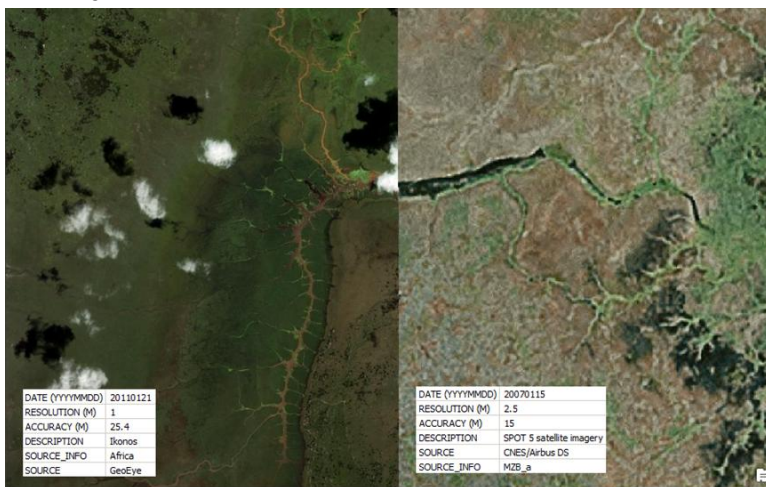 DATE (YYYYMMDD) 20110121
RESOLUTION (M) 1
ACCURACY (M) 25.4
DESCRIPTION Ikonos
SOURCE_INFO Africa
SOURCE GeoEye
DATE (YYYYMMDD) 20070115
RESOLUTION (M) 2.5
ACCURACY (M) 15
DESCRIPTION SPOT 5 satellite imagery
SOURCE CNES/Airbus DS
SOURCE_INFO MZB_a